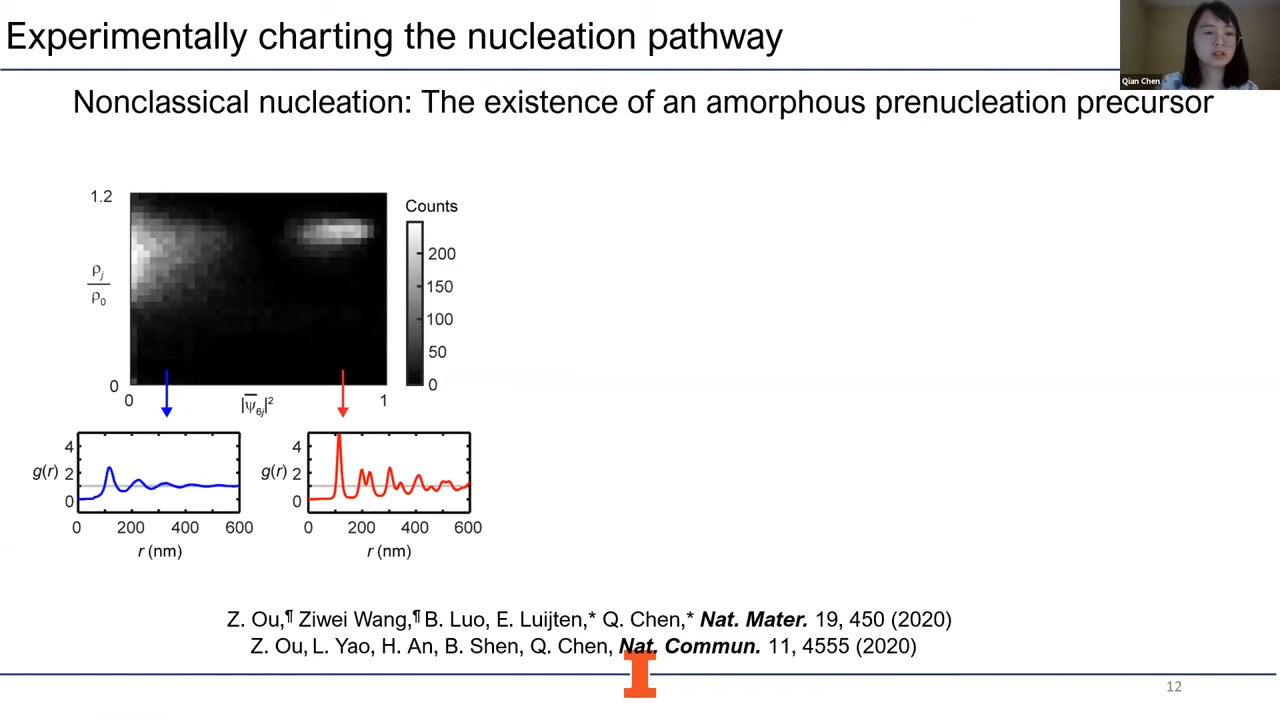 Experimentally charting the nucleation pathway
Qian Chen
Nonclassical nucleation: The existence of an amorphous prenucleation precursor
1.2
ρj
ρ0
0
0
|ψ̅6j|²
1
Counts
200
150
100
50
0
g(r)
4
2
0
0 200 400 600
r (nm)
g(r)
4
2
0
0 200 400 600
r (nm)
Z. Ou,¶ Ziwei Wang,¶ B. Luo, E. Luijten,* Q. Chen,* Nat. Mater. 19, 450 (2020)
Z. Ou, L. Yao, H. An, B. Shen, Q. Chen, Nat. Commun. 11, 4555 (2020)
I
12